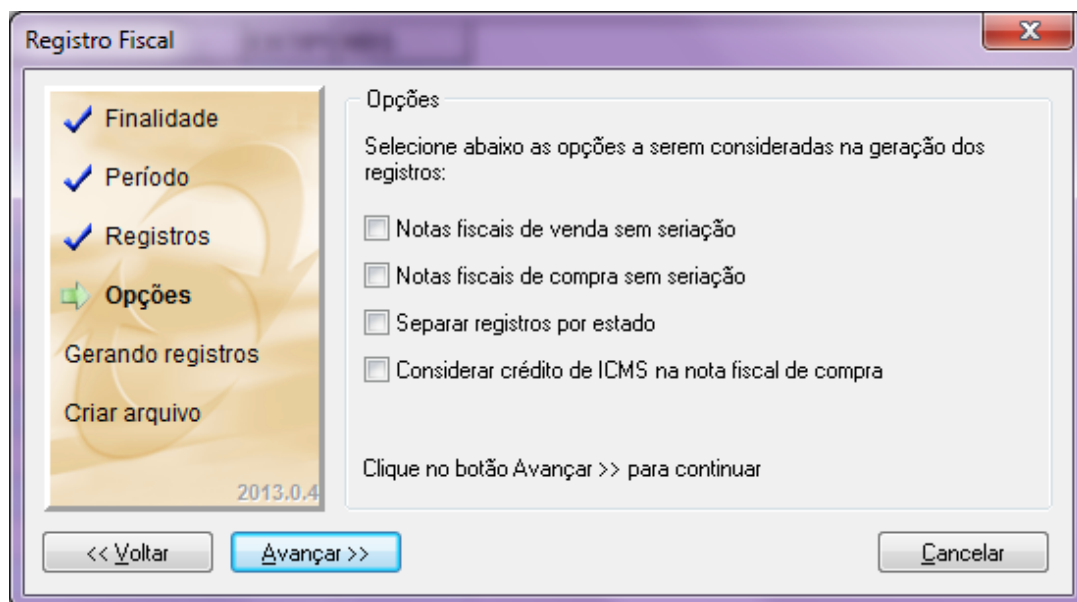 Registro Fiscal
Finalidade
Período
Registros
Opções
Gerando registros
Criar arquivo
2013.0.4
Opções
Selecione abaixo as opções a serem consideradas na geração dos
registros:
Notas fiscais de venda sem seriação
Notas fiscais de compra sem seriação
Separar registros por estado
Considerar crédito de ICMS na nota fiscal de compra
Clique no botão Avançar >> para continuar
<< Voltar
Avançar >>
Cancelar